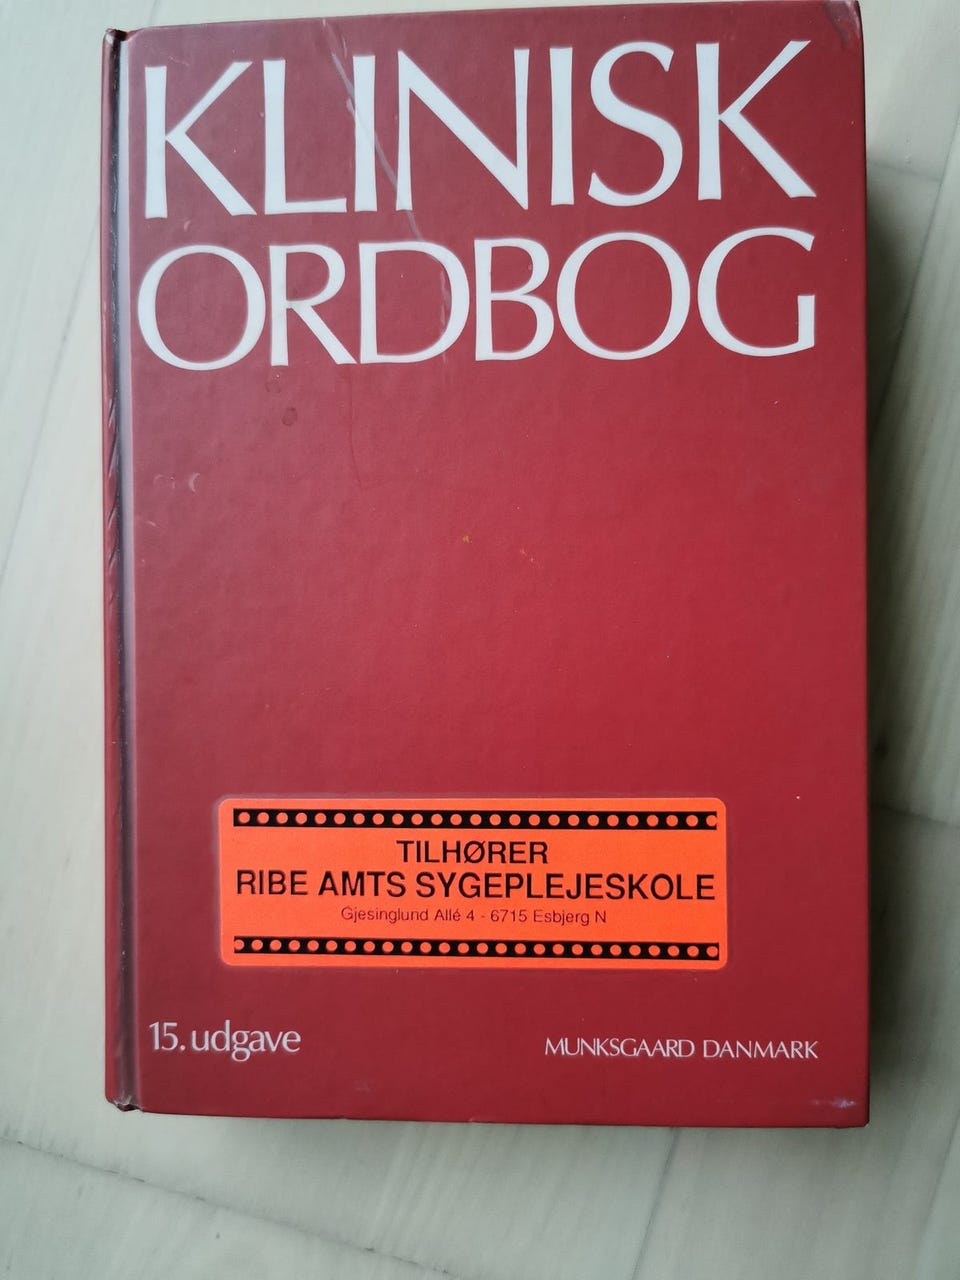 KLINISK
ORDBOG
TILHØRER
RIBE AMTS SYGEPLEJESKOLE
Gjesinglund Allé 4 - 6715 Esbjerg N
15. udgave
MUNKSGAARD DANMARK